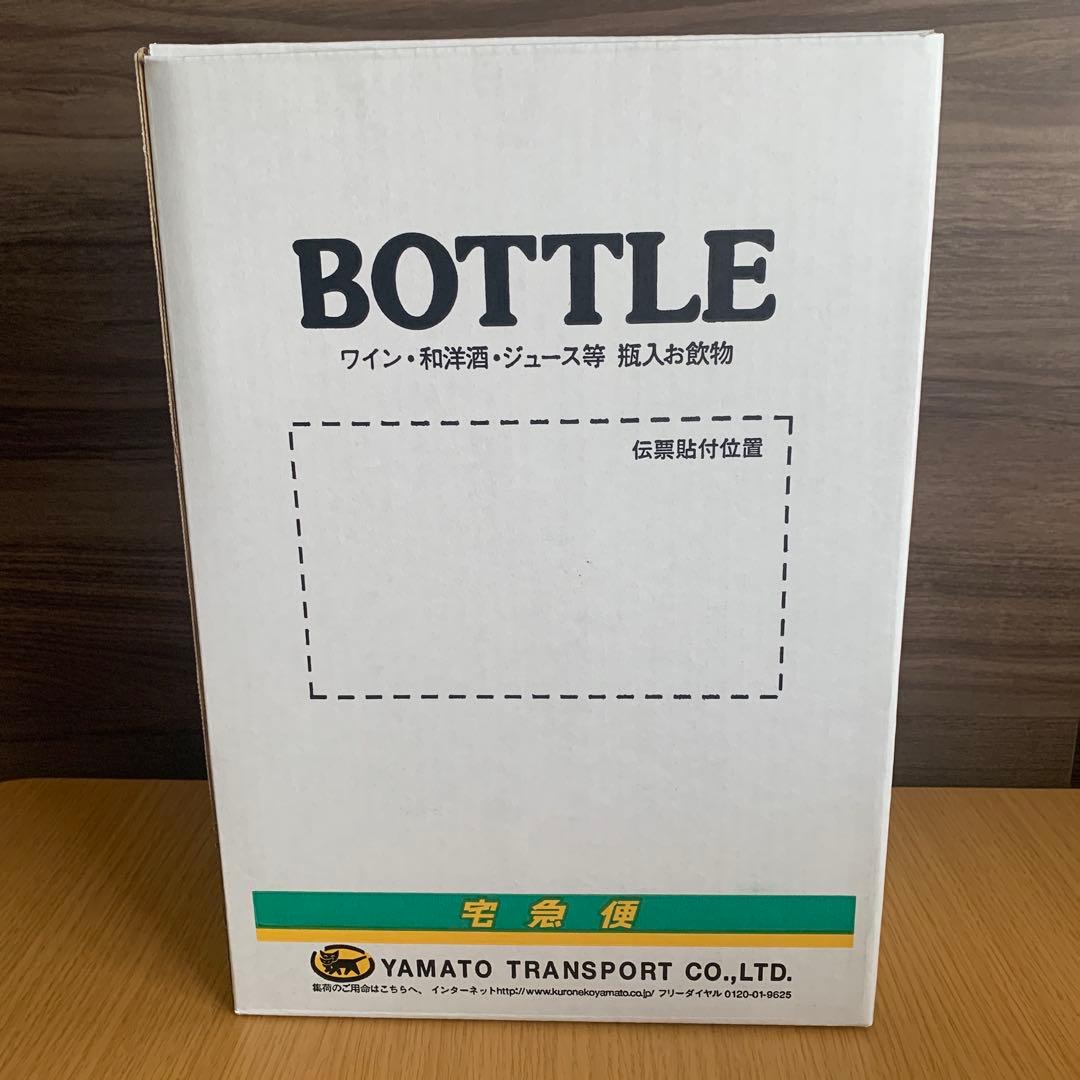 BOTTLE
ワイン・和洋酒・ジュース等 瓶入お飲物
伝票貼付位置
宅急便
YAMATO TRANSPORT CO.,LTD.
集荷のご用命はこちらへ、 インターネットhttp://www.kuronekoyamato.co.jp/ フリーダイヤル 0120-01-9625